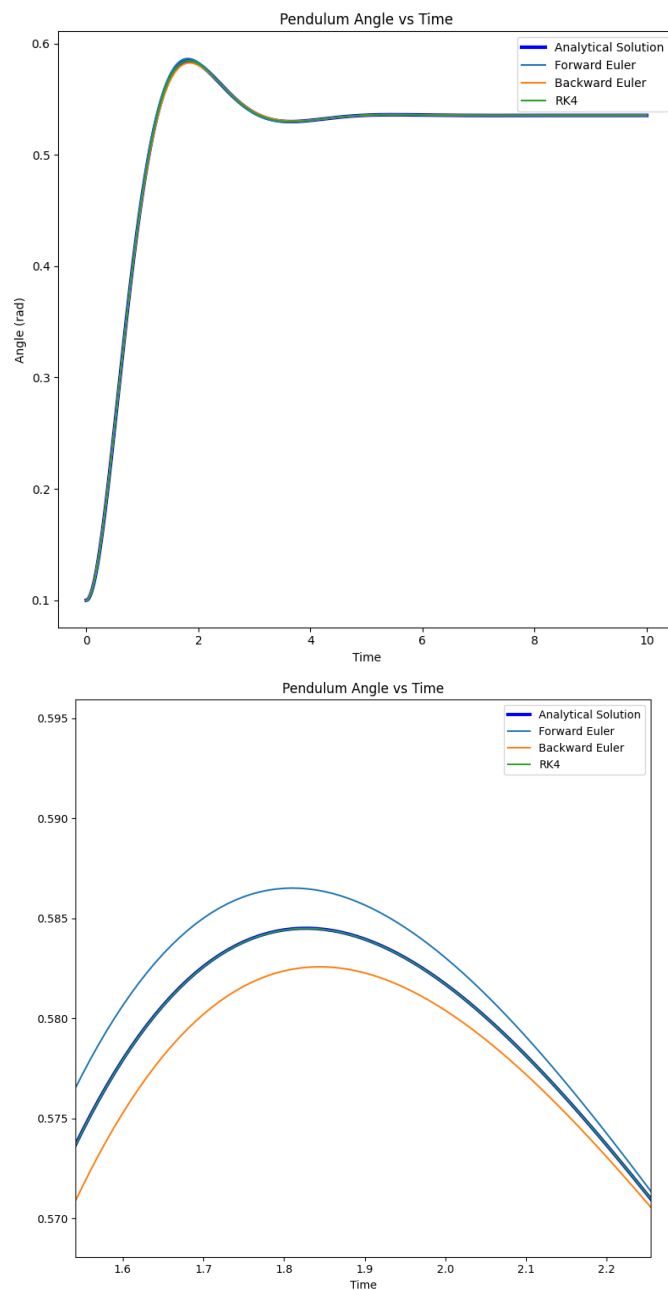 Pendulum Angle vs Time
0.6
0.5
0.4
0.3
0.2
0.1
Angle (rad)
Analytical Solution
Forward Euler
Backward Euler
RK4
0
2
4
6
8
10
Time
Pendulum Angle vs Time
0.595
0.590
0.585
0.580
0.575
0.570
Analytical Solution
Forward Euler
Backward Euler
RK4
1.6
1.7
1.8
1.9
2.0
2.1
2.2
Time